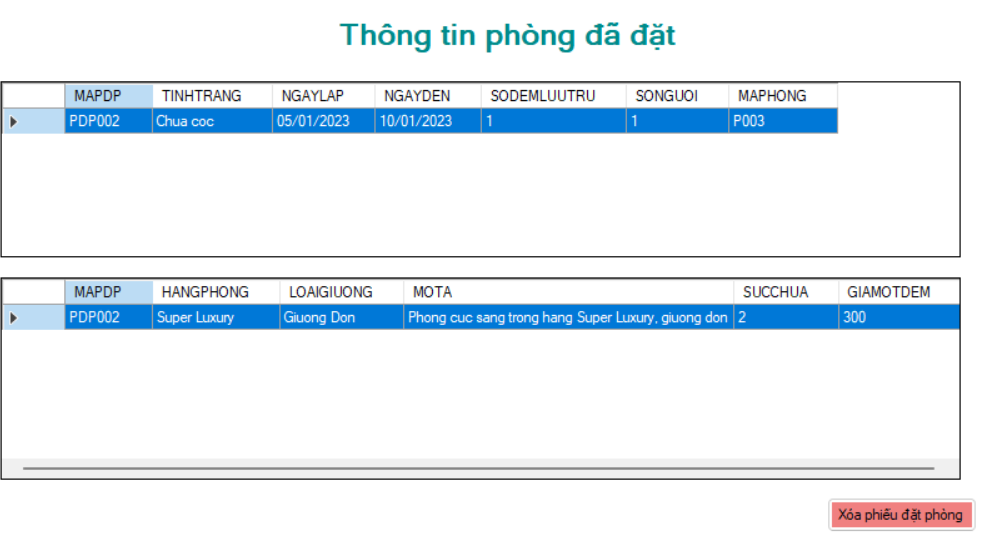 Thông tin phòng đã đặt
MAPDP TINHTRANG NGAYLAP NGAYDEN SODEMLUUTRU SONGUOI MAPHONG
PDP002 Chua coc 05/01/2023 10/01/2023 1 1 P003
MAPDP HANGPHONG LOAIGIUONG MOTA SUCCHUA GIAMOTDEM
PDP002 Super Luxury Giuong Don Phong cuc sang trong hang Super Luxury, giuong don 2 300
Xóa phiếu đặt phòng